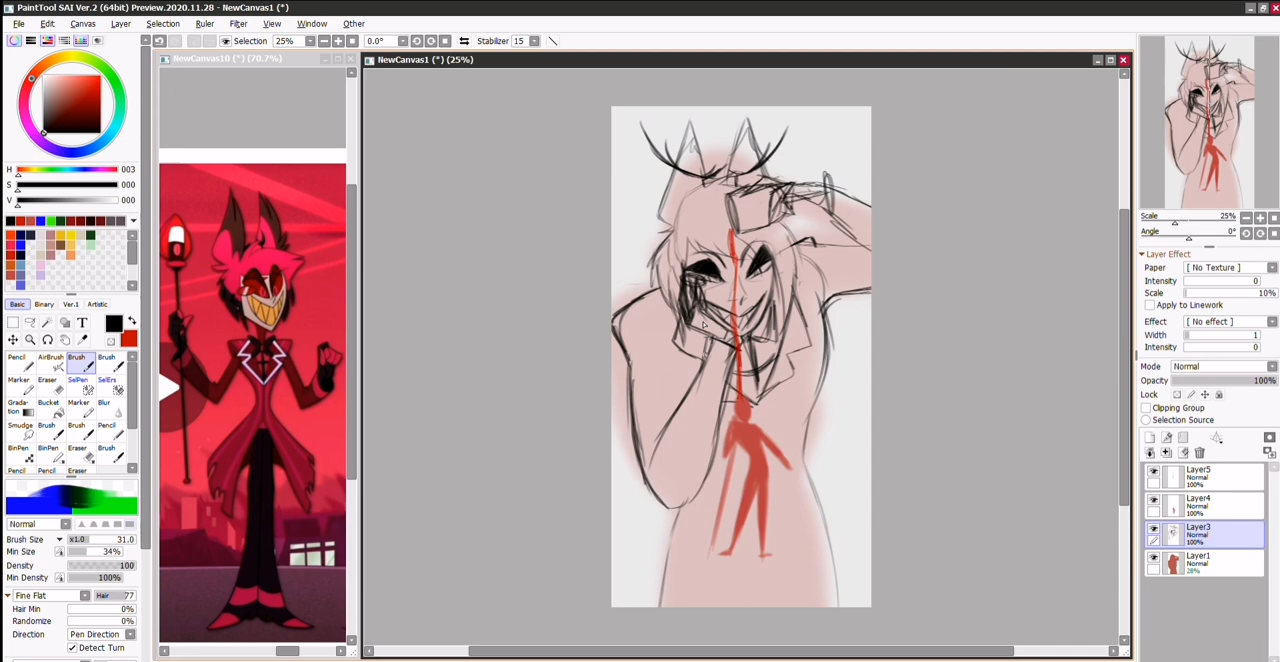 PaintTool SAI Ver.2 (64bit) Preview.2020.11.28 - NewCanvas1 (*)
File Edit Canvas Layer Selection Ruler Filter View Window Other
Selection 25% 0.0° Stabilizer 15
NewCanvas10 (*) (70.7%)
NewCanvas1 (*) (25%)
H 003
S 000
V 000
Basic Binary Ver.1 Artistic
T
Pencil AirBrush Brush Brush
Marker Eraser SelPen SelErs
Grada-tion Bucket Marker Blur
Smudge Brush Brush Pencil
BinPen BinPen Eraser Brush
Pencil Pencil Eraser
Normal
Brush Size x1.0 31.0
Min Size 34%
Density 100
Min Density 100%
Fine Flat Hair 77
Hair Min 0%
Randomize 0%
Direction Pen Direction
Detect Turn
Scale 25%
Angle 0°
Layer Effect
Paper [ No Texture ]
Intensity 0
Scale 10%
Apply to Linework
Effect [ No effect ]
Width 1
Intensity 0
Mode Normal
Opacity 100%
Lock
Clipping Group
Selection Source
Layer5
Normal
100%
Layer4
Normal
100%
Layer3
Normal
100%
Layer1
Normal
28%